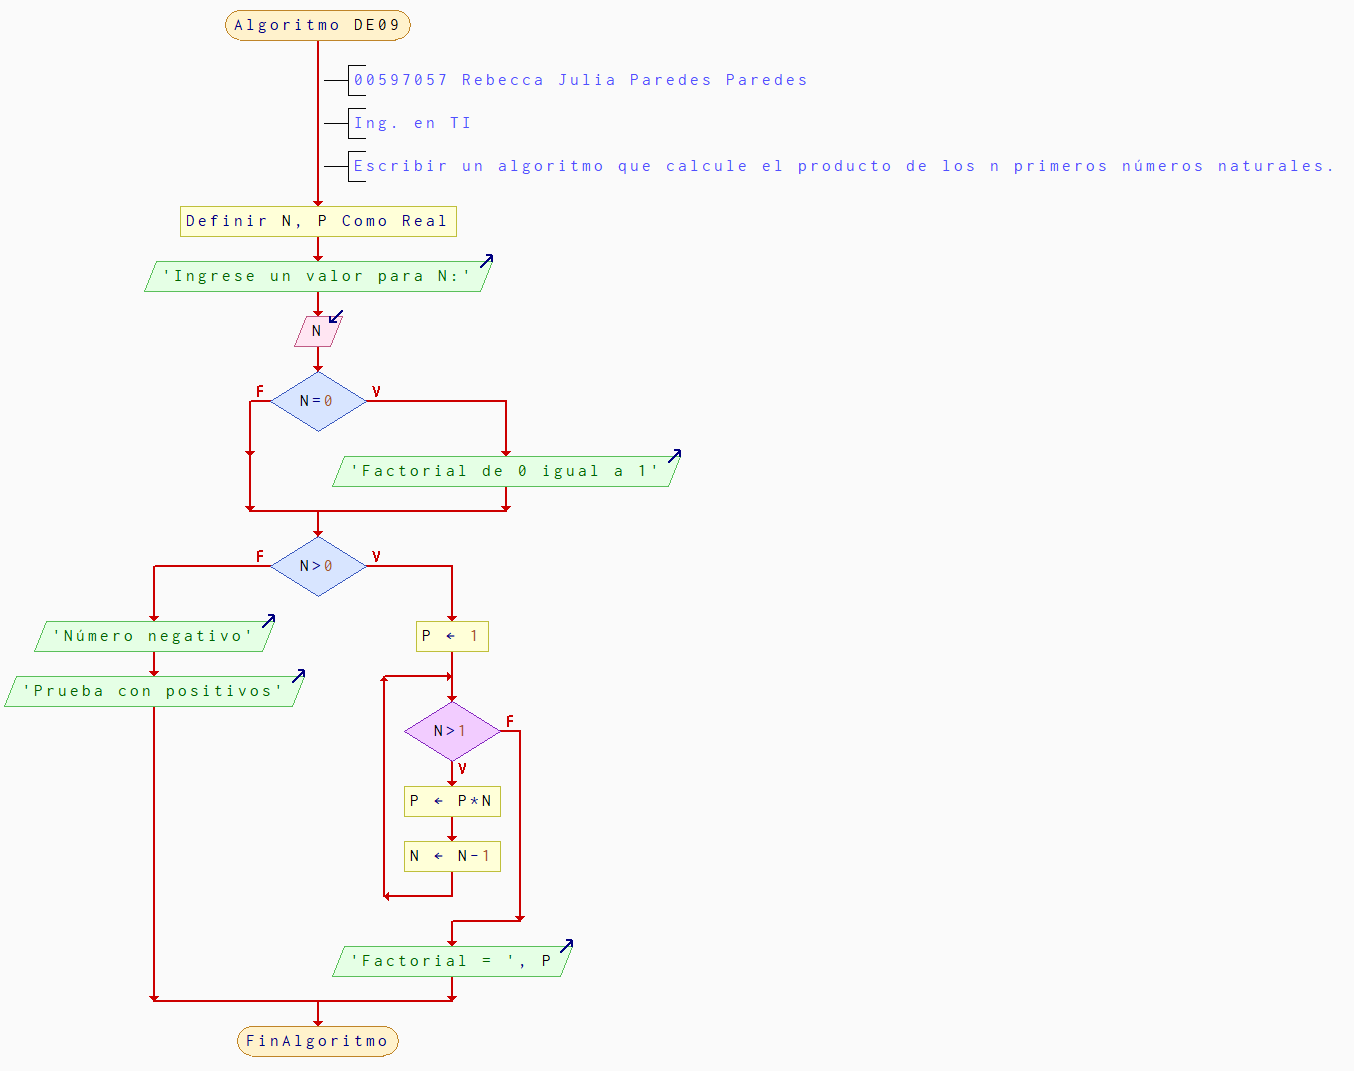 Algoritmo DE09
00597057 Rebecca Julia Paredes Paredes
Ing. en TI
Escribir un algoritmo que calcule el producto de los n primeros números naturales.
Definir N, P Como Real
'Ingrese un valor para N:'
N
F
V
N=0
'Factorial de 0 igual a 1'
F
V
N>0
'Número negativo'
P ← 1
'Prueba con positivos'
N>1
F
V
P ← P*N
N ← N-1
'Factorial = ', P
FinAlgoritmo